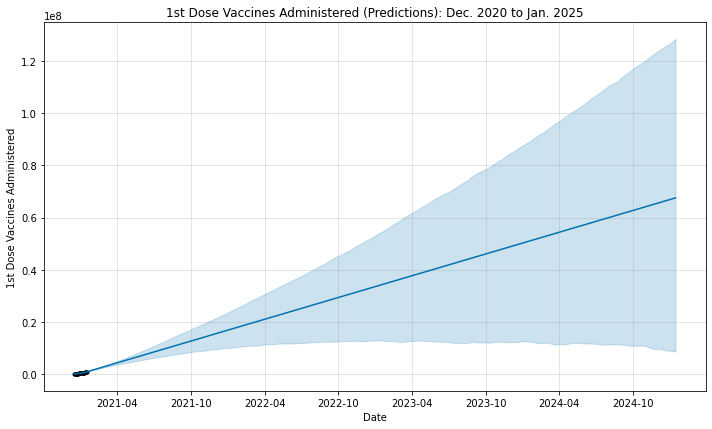 1st Dose Vaccines Administered (Predictions): Dec. 2020 to Jan. 2025
1e8
1.2
1.0
0.8
0.6
0.4
0.2
0.0
1st Dose Vaccines Administered
2021-04 2021-10 2022-04 2022-10 2023-04 2023-10 2024-04 2024-10
Date